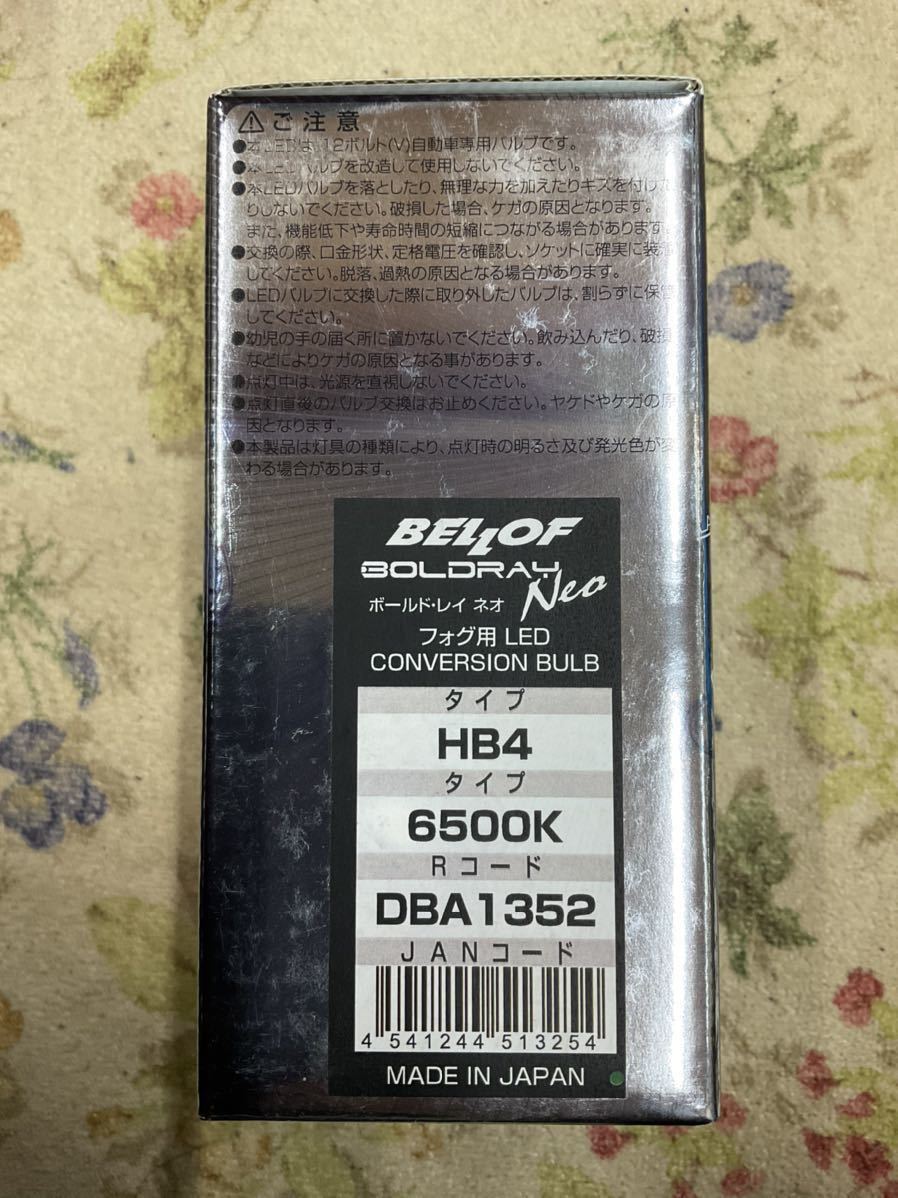 ⚠ご注意
●本LEDは、12ボルト(V)自動車専用バルブです。
●本LEDバルブを改造して使用しないでください。
●本LEDバルブを落としたり、無理な力を加えたりキズを付けた
りしないでください。破損した場合、ケガの原因となります。
また、機能低下や寿命時間の短縮につながる場合があります。
●交換の際、口金形状、定格電圧を確認し、ソケットに確実に装着
してください。脱落、過熱の原因となる場合があります。
●LEDバルブに交換した際に取り外したバルブは、割らずに保管
してください。
●幼児の手の届く所に置かないでください。飲み込んだり、破損
などによりケガの原因となる事があります。
●点灯中は、光源を直視しないでください。
●点灯直後のバルブ交換はお止めください。ヤケドやケガの原
因となります。
●本製品は灯具の種類により、点灯時の明るさ及び発光色が変
わる場合があります。
BELLOF
BOLDRAY
Neo
ボールド・レイ ネオ
フォグ用 LED
CONVERSION BULB
タイプ
HB4
タイプ
6500K
Rコード
DBA1352
JANコード
4 541244 513254
MADE IN JAPAN